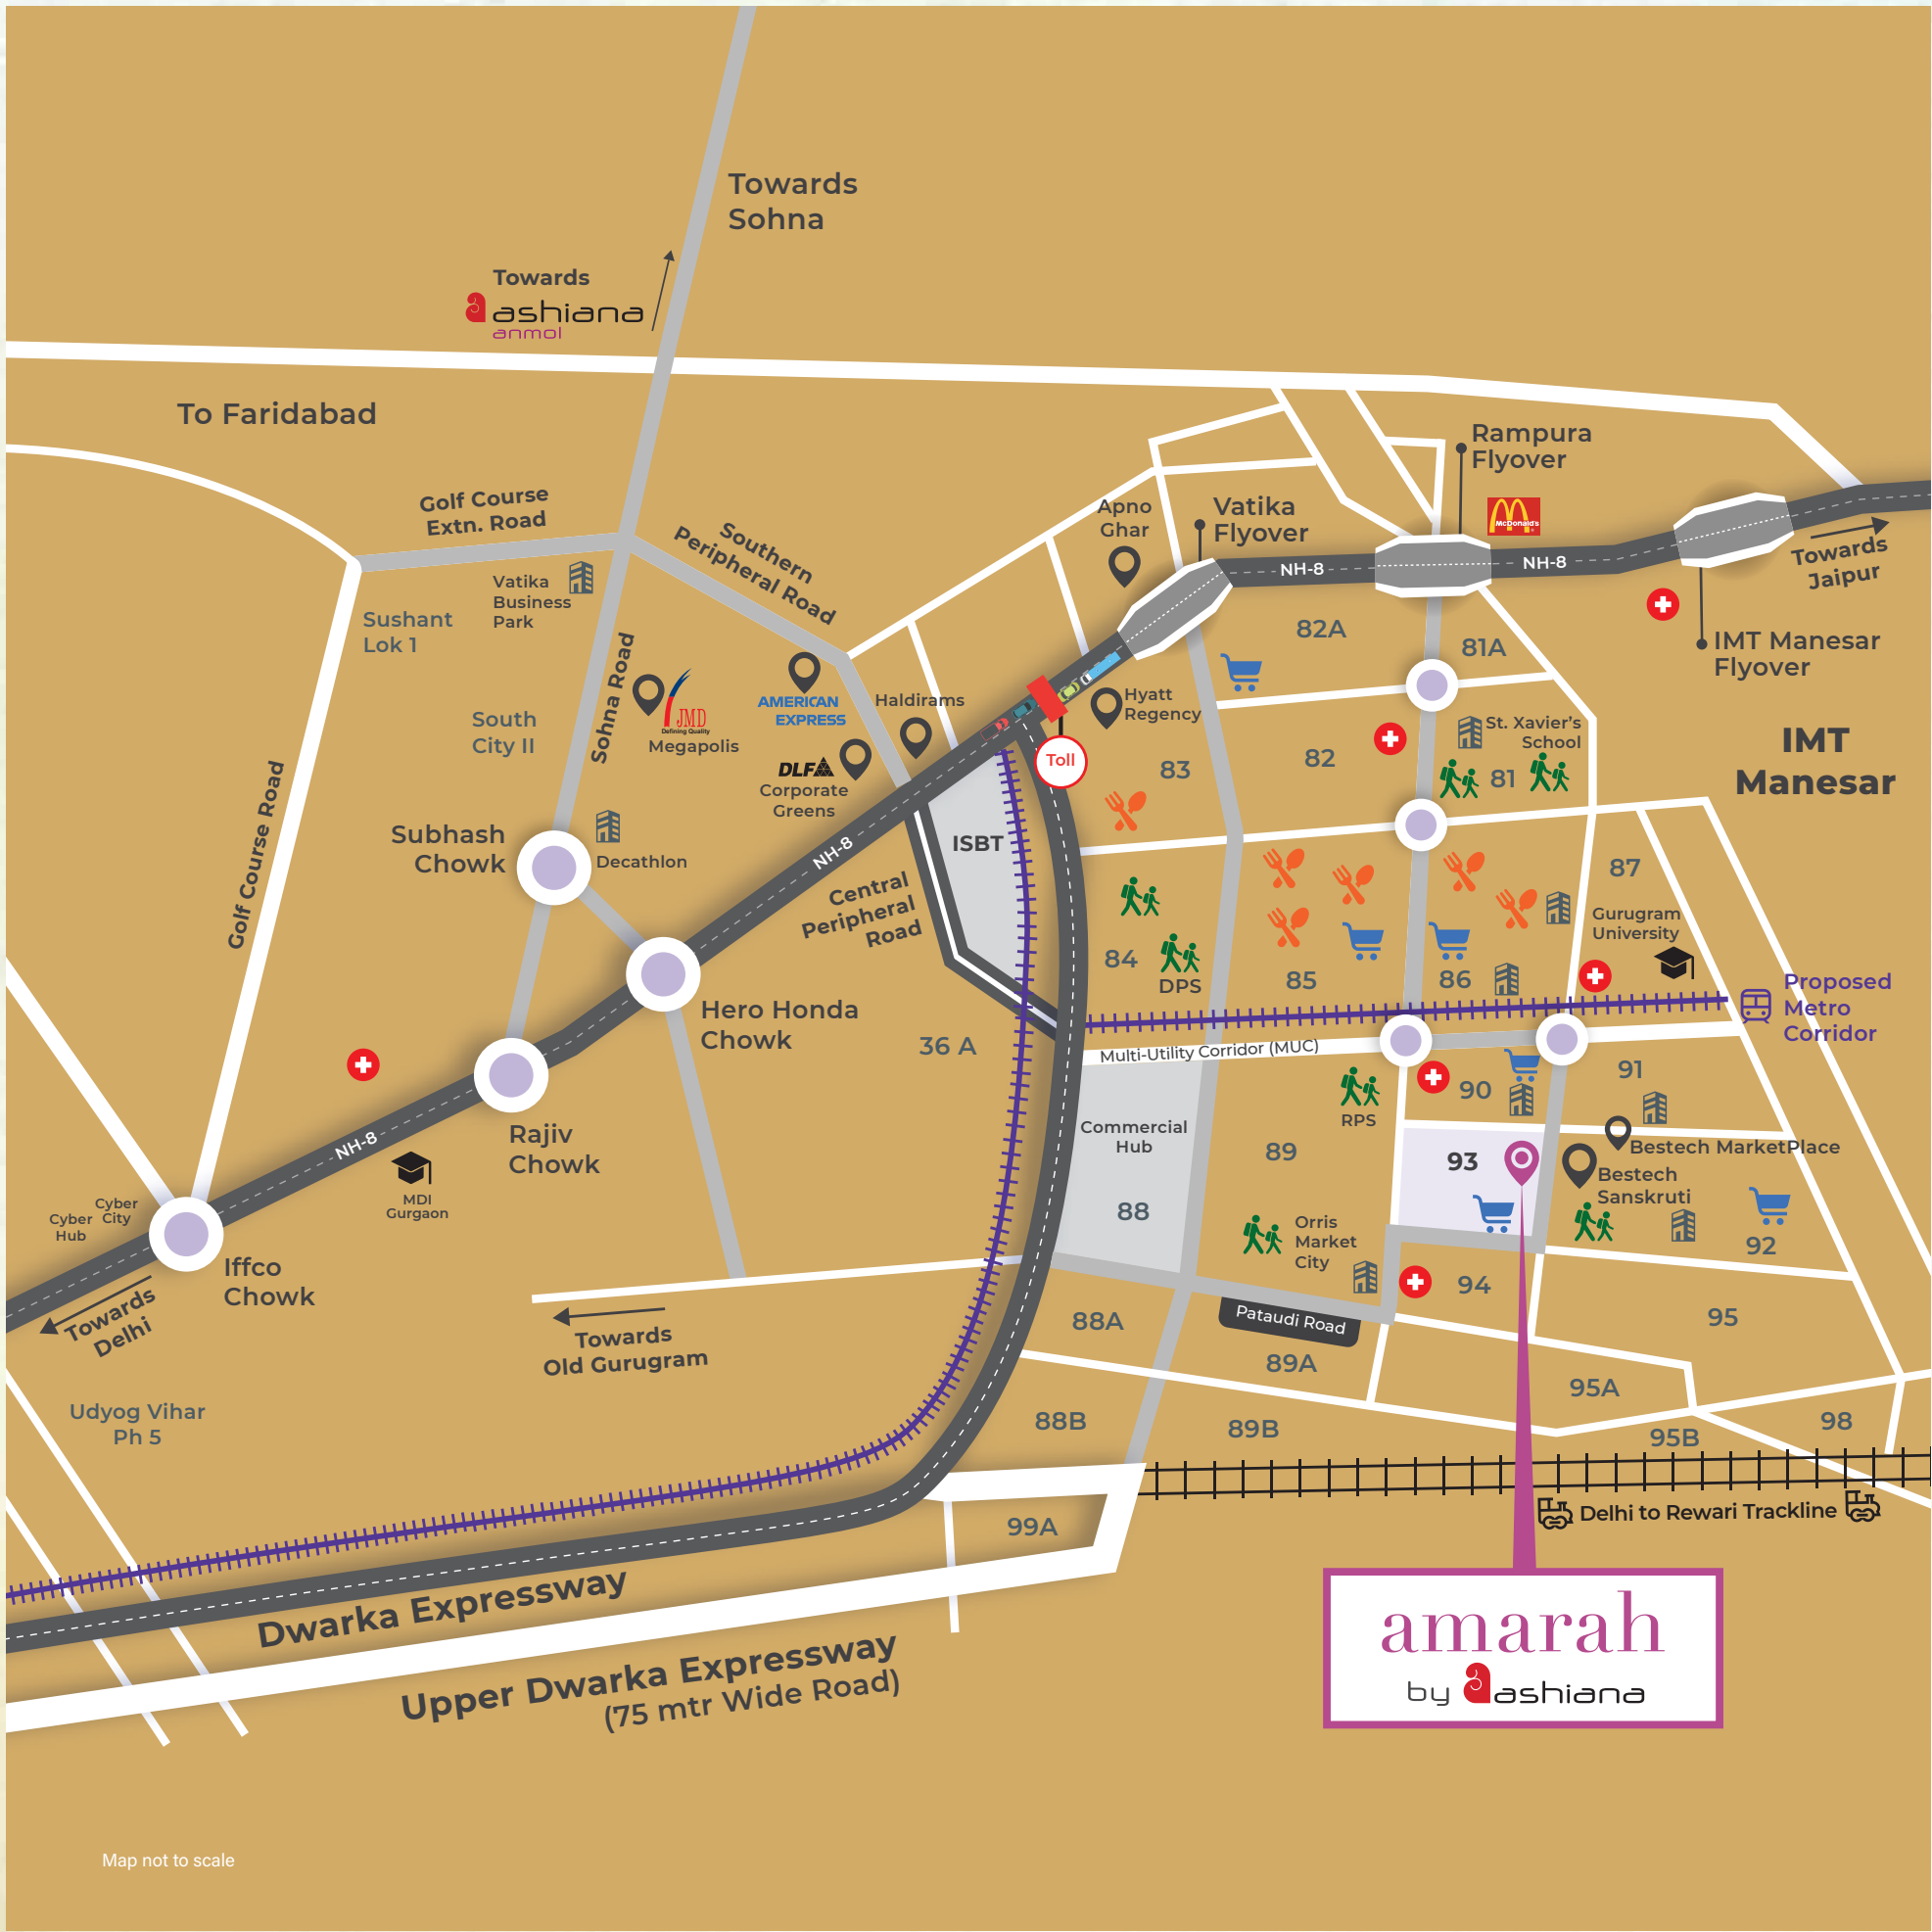 Towards
Sohna
Towards
ashiana
anmol
To Faridabad
Golf Course
Extn. Road
Southern
Peripheral Road
Vatika
Business
Park
Sushant
Lok 1
South
City II
Sohna Road
JMD
Defining Quality
Megapolis
AMERICAN
EXPRESS
Haldirams
DLF
Corporate
Greens
Golf Course Road
Subhash
Chowk
Decathlon
NH-8
Central
Peripheral
Road
ISBT
Toll
Apno
Ghar
Vatika
Flyover
Rampura
Flyover
McDonald's
NH-8
NH-8
Towards
Jaipur
IMT Manesar
Flyover
IMT
Manesar
Hyatt
Regency
82A
81A
St. Xavier's
School
83
82
81
87
Gurugram
University
84
DPS
85
86
Proposed
Metro
Corridor
Hero Honda
Chowk
36 A
Multi-Utility Corridor (MUC)
90
91
RPS
Commercial
Hub
88
89
93
Bestech MarketPlace
Bestech
Sanskruti
Orris
Market
City
92
94
95
Rajiv
Chowk
NH-8
MDI
Gurgaon
Cyber
City
Cyber
Hub
Iffco
Chowk
Towards
Delhi
Towards
Old Gurugram
Udyog Vihar
Ph 5
88A
Pataudi Road
89A
95A
88B
89B
95B
98
99A
Delhi to Rewari Trackline
Dwarka Expressway
Upper Dwarka Expressway
(75 mtr Wide Road)
amarah
by ashiana
Map not to scale